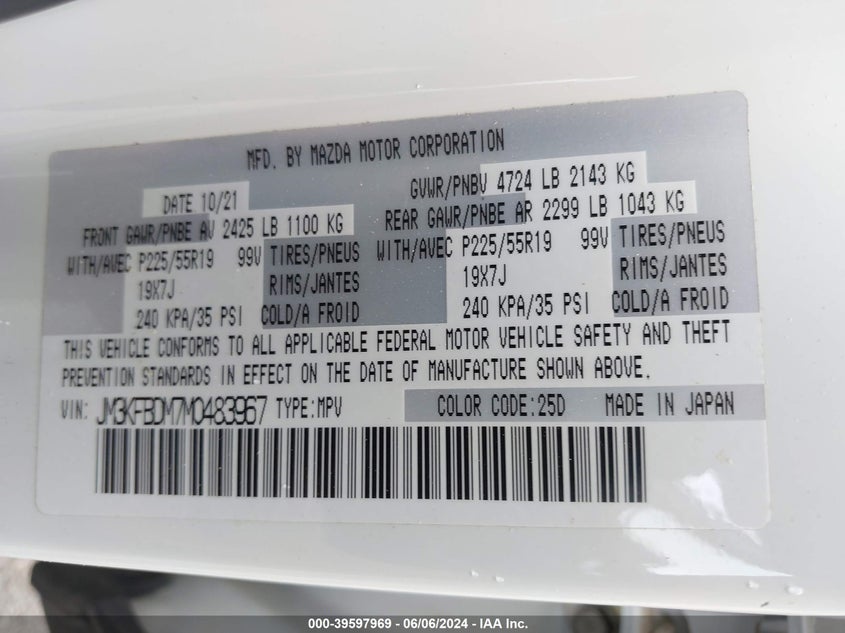 MFD. BY MAZDA MOTOR CORPORATION
DATE 10/21 GVWR/PNBV 4724 LB 2143 KG
FRONT GAWR/PNBE AV 2425 LB 1100 KG REAR GAWR/PNBE AR 2299 LB 1043 KG
WITH/AVEC P225/55R19 99V TIRES/PNEUS WITH/AVEC P225/55R19 99V TIRES/PNEUS
19X7J RIMS/JANTES 19X7J RIMS/JANTES
240 KPA/35 PSI COLD/A FROID 240 KPA/35 PSI COLD/A FROID
THIS VEHICLE CONFORMS TO ALL APPLICABLE FEDERAL MOTOR VEHICLE SAFETY AND THEFT
PREVENTION STANDARDS IN EFFECT ON THE DATE OF MANUFACTURE SHOWN ABOVE.
VIN: JM3KFBDM7M0483967 TYPE:MPV COLOR CODE:25D MADE IN JAPAN
000-39597969 - 06/06/2024 - IAA Inc.